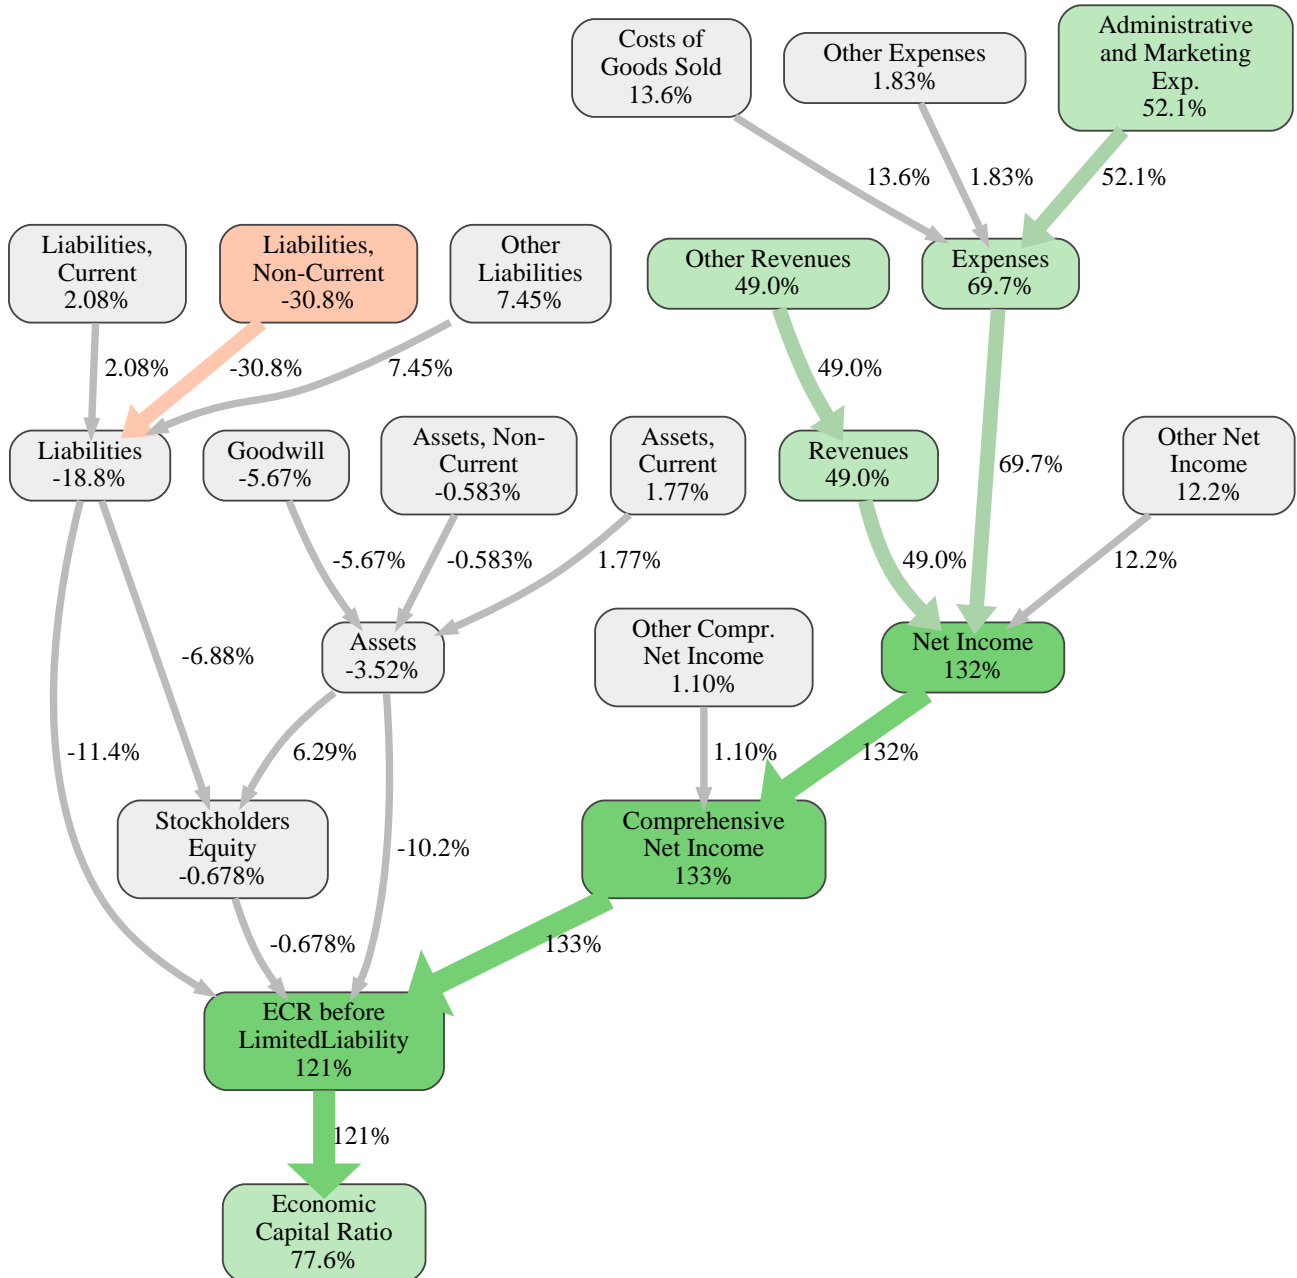 Costs of
Goods Sold
13.6%
Other Expenses
1.83%
Administrative
and Marketing
Exp.
52.1%
13.6%
1.83%
52.1%
Liabilities,
Current
2.08%
Liabilities,
Non-Current
-30.8%
Other
Liabilities
7.45%
Other Revenues
49.0%
Expenses
69.7%
2.08%
-30.8%
7.45%
49.0%
Liabilities
-18.8%
Goodwill
-5.67%
Assets, Non-
Current
-0.583%
Assets,
Current
1.77%
Revenues
49.0%
69.7%
Other Net
Income
12.2%
-5.67%
-0.583%
1.77%
49.0%
12.2%
-6.88%
Assets
-3.52%
Other Compr.
Net Income
1.10%
Net Income
132%
-11.4%
6.29%
1.10%
132%
Stockholders
Equity
-0.678%
-10.2%
Comprehensive
Net Income
133%
-0.678%
133%
ECR before
LimitedLiability
121%
121%
Economic
Capital Ratio
77.6%